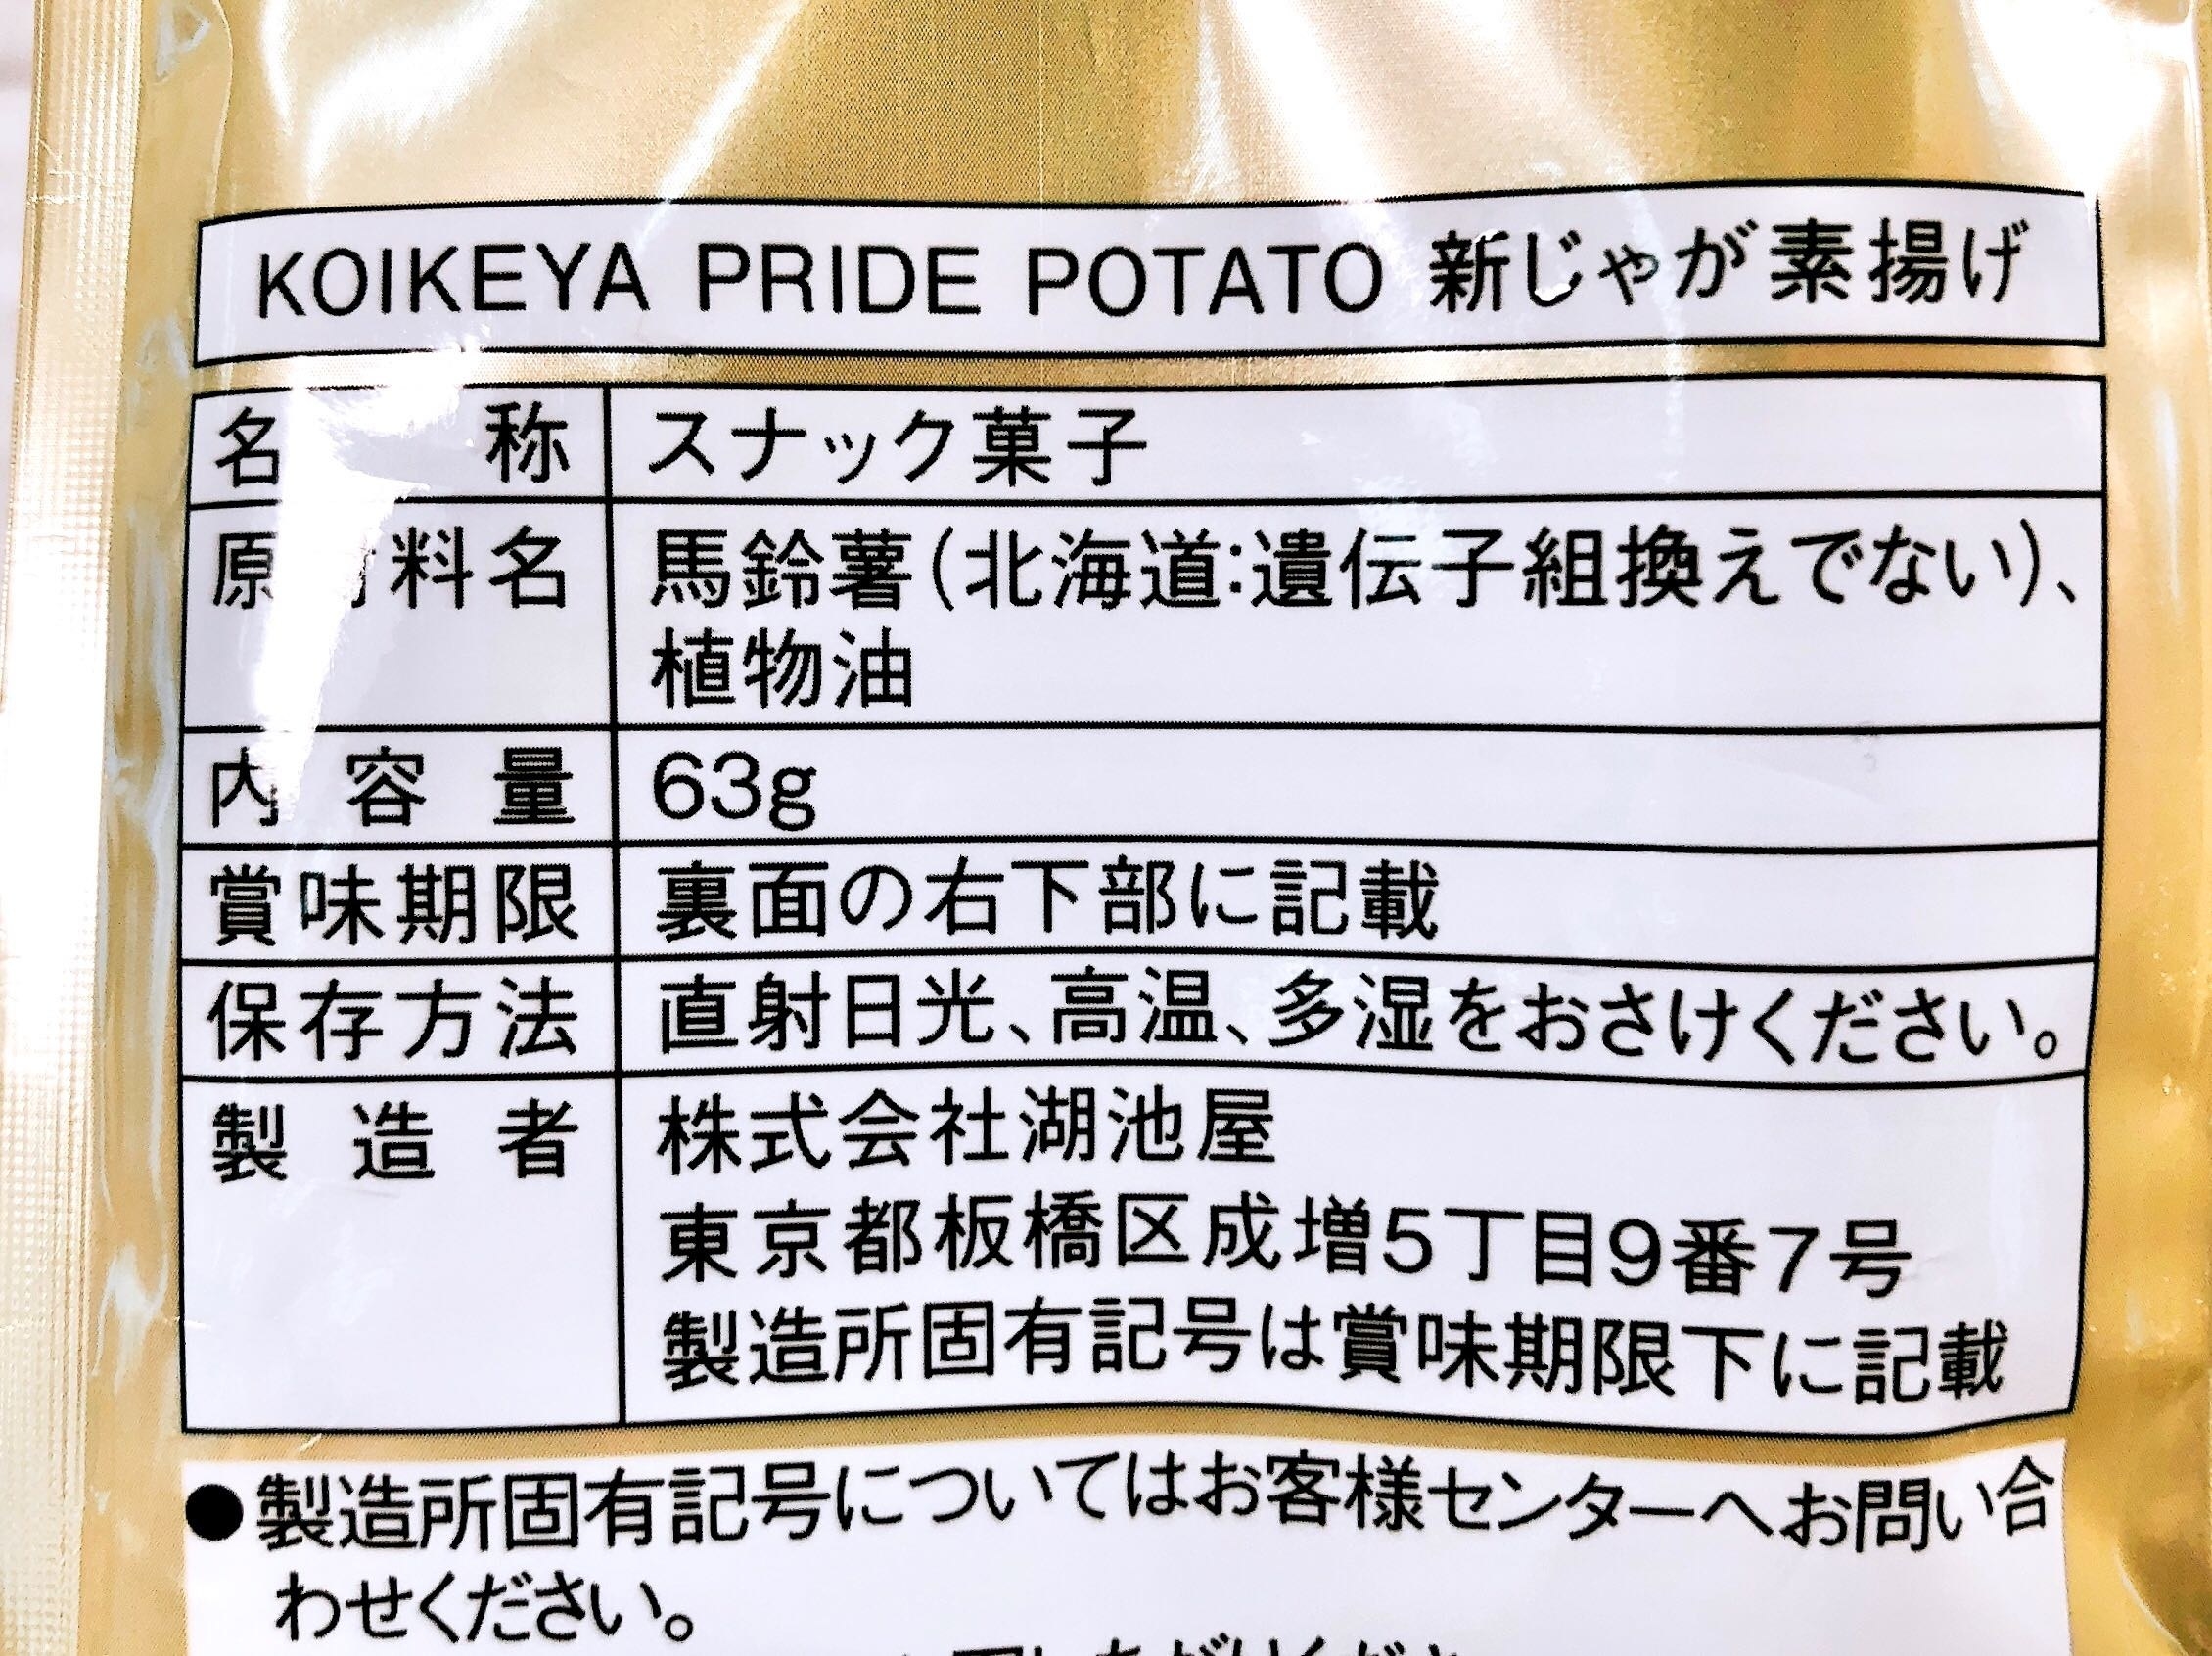 KOIKEYA PRIDE POTATO 新じゃが素揚げ
名称 スナック菓子
原材料名 馬鈴薯(北海道:遺伝子組換えでない)、
植物油
内容量 63g
賞味期限 裏面の右下部に記載
保存方法 直射日光、高温、多湿をおさけください。
製造者 株式会社湖池屋
東京都板橋区成増5丁目9番7号
製造所固有記号は賞味期限下に記載
●製造所固有記号についてはお客様センターへお問い合
わせください。